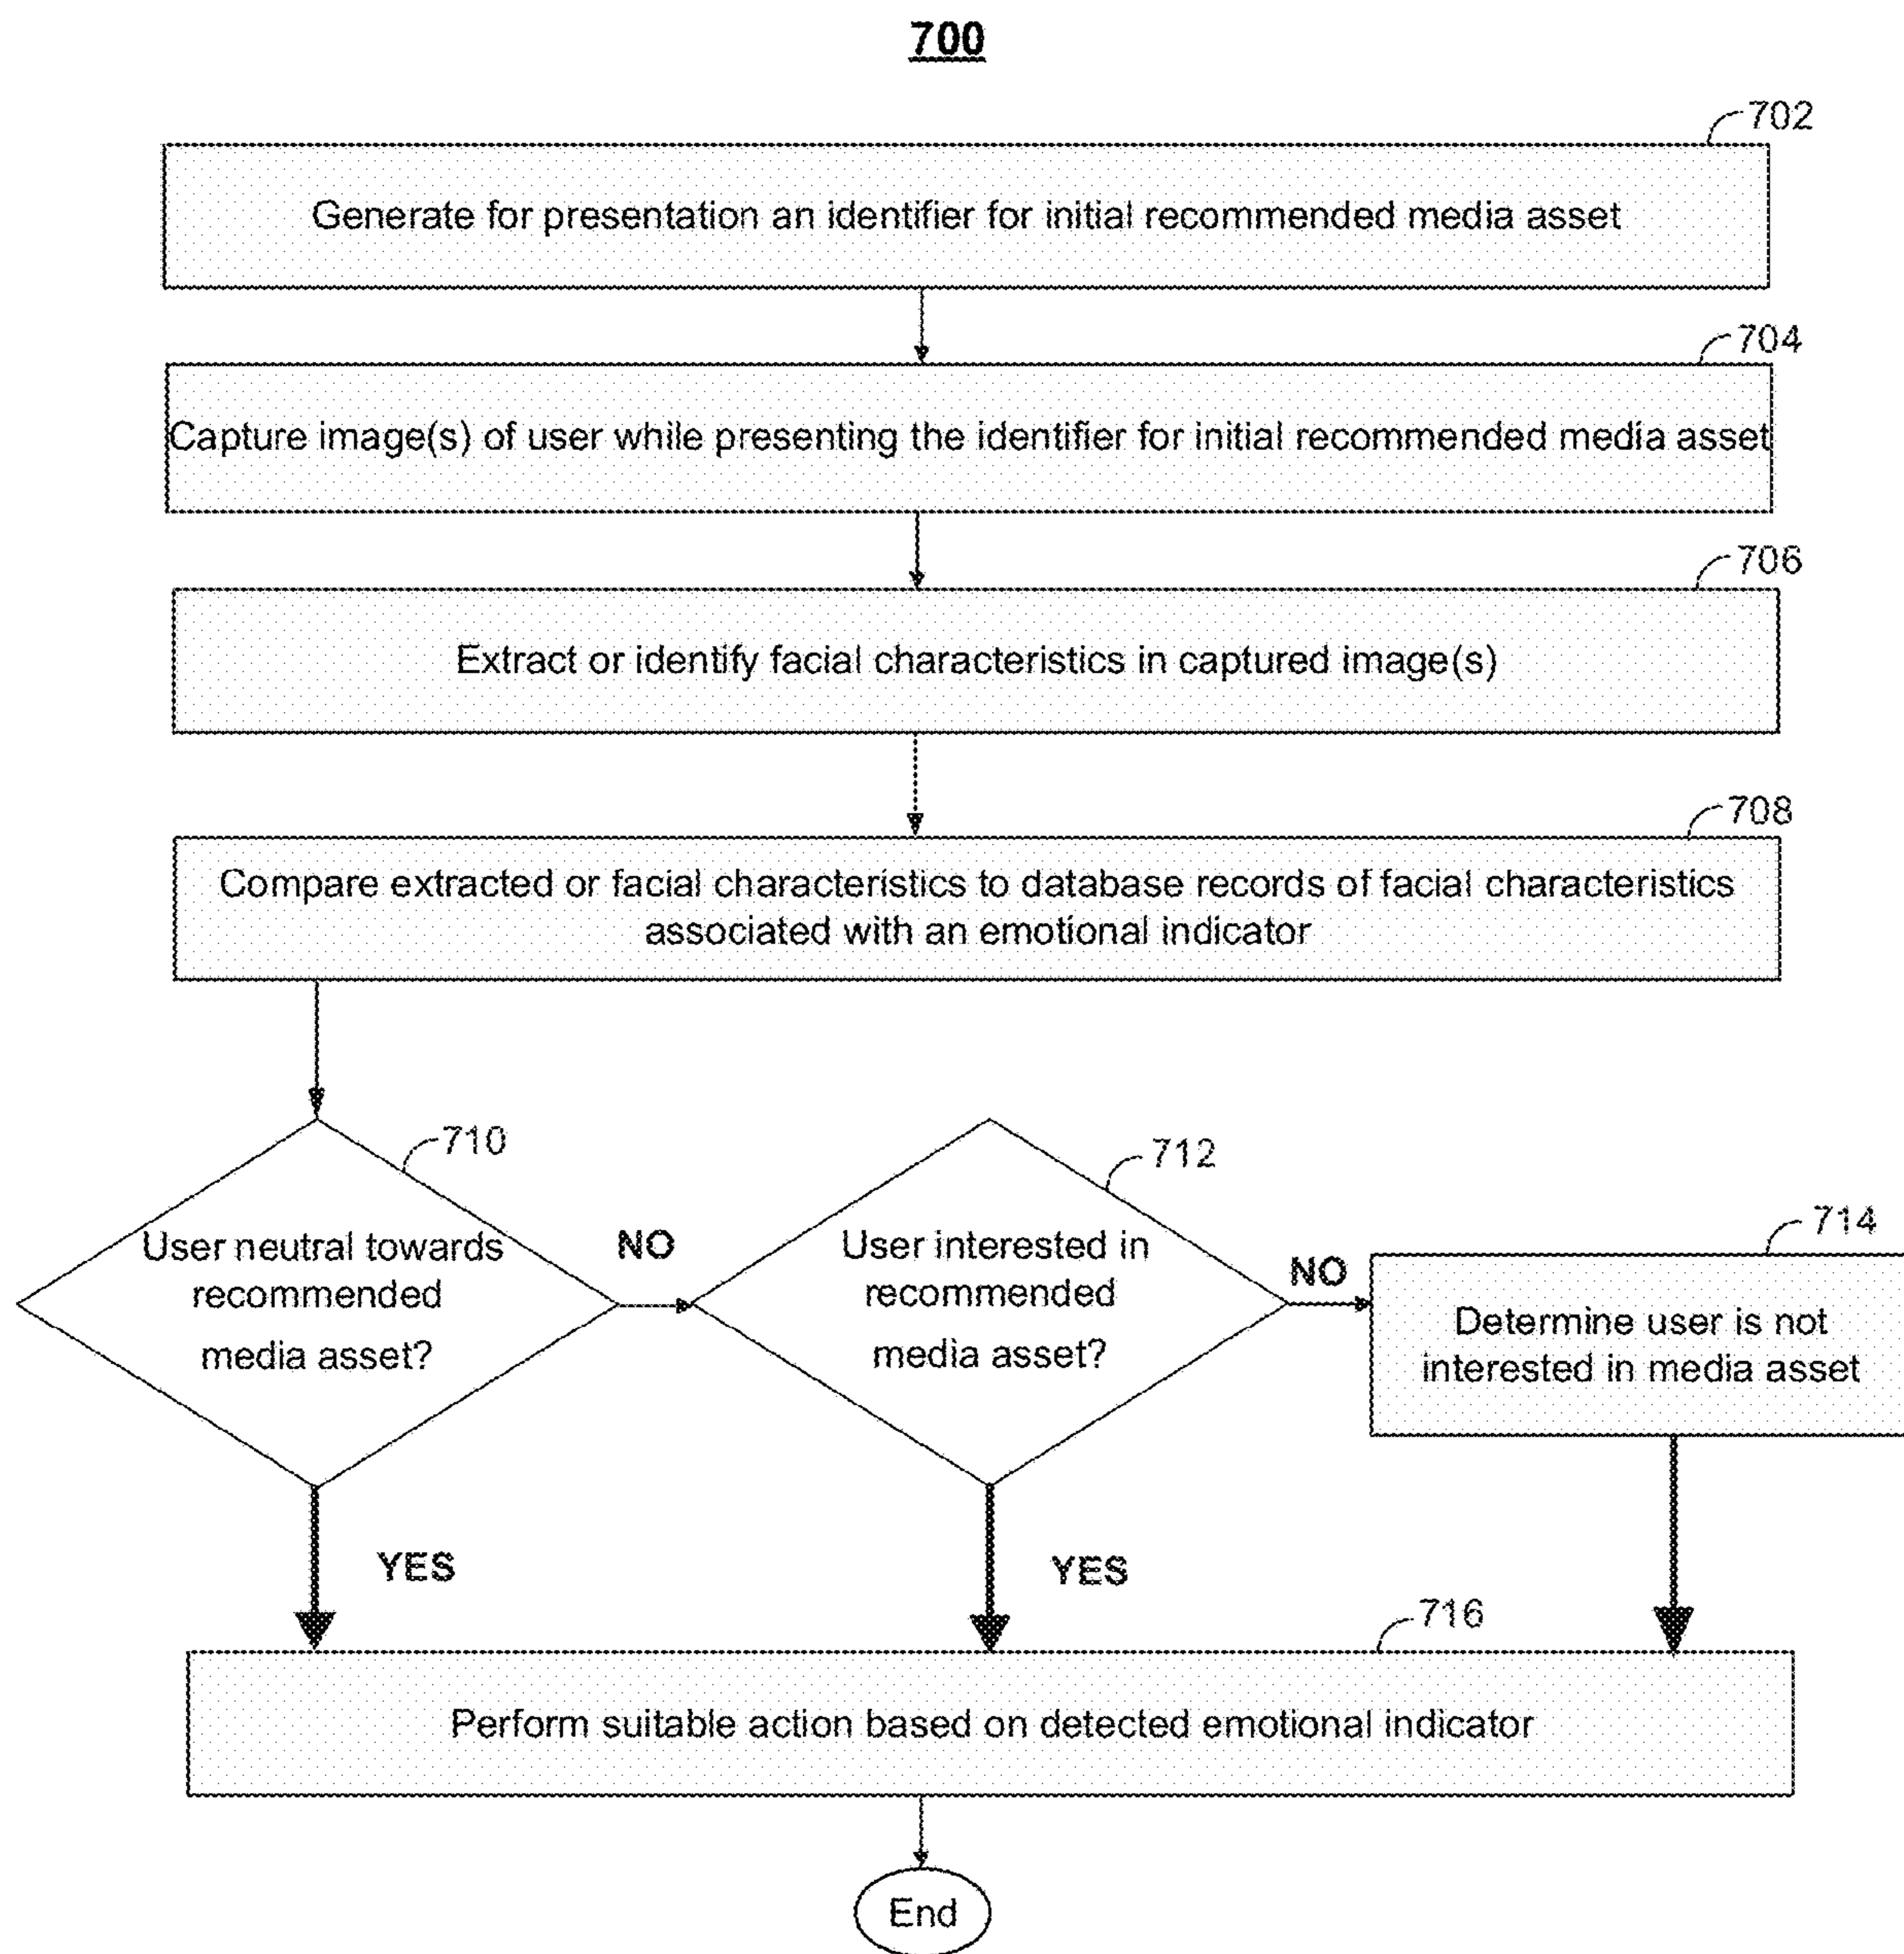 700
702
Generate for presentation an identifier for initial recommended media asset
704
Capture image(s) of user while presenting the identifier for initial recommended media asset
706
Extract or identify facial characteristics in captured image(s)
708
Compare extracted or facial characteristics to database records of facial characteristics
associated with an emotional indicator
710
User neutral towards
recommended
media asset?
NO
712
User interested in
recommended
media asset?
NO
714
Determine user is not
interested in media asset
YES
YES
716
Perform suitable action based on detected emotional indicator
End